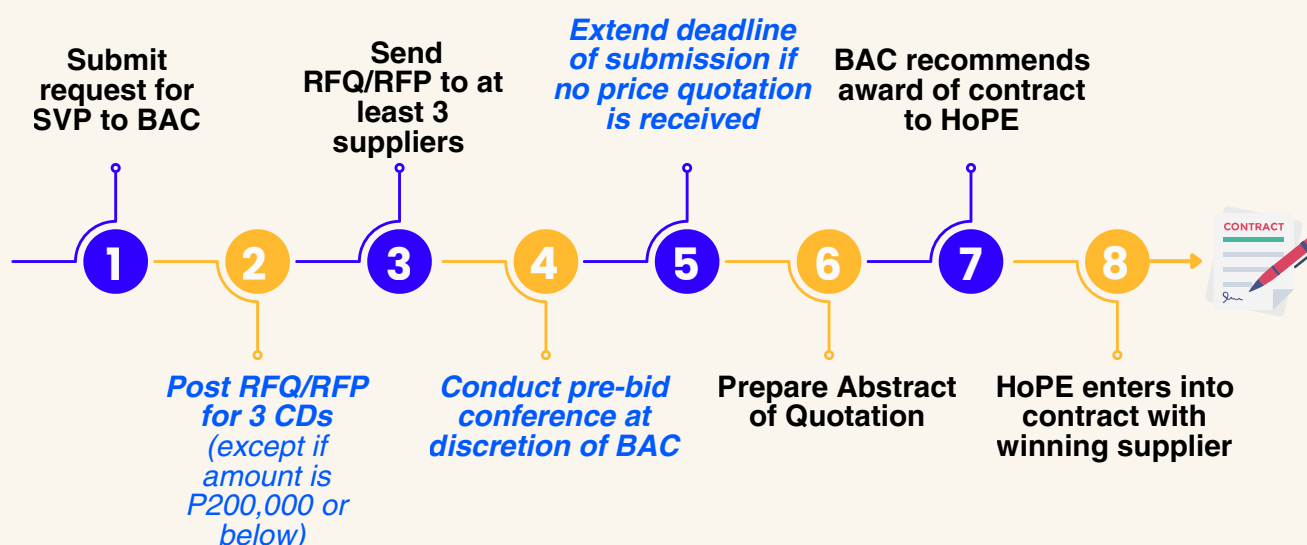 Submit
request for
SVP to BAC
1
Post RFQ/RFP
for 3 CDs
(except if
amount is
P200,000 or
below)
2
Send
RFQ/RFP to at
least 3
suppliers
3
Conduct pre-bid
conference at
discretion of BAC
4
Extend deadline
of submission if
no price quotation
is received
5
Prepare Abstract
of Quotation
6
BAC recommends
award of contract
to HoPE
7
HoPE enters into
contract with
winning supplier
8
CONTRACT